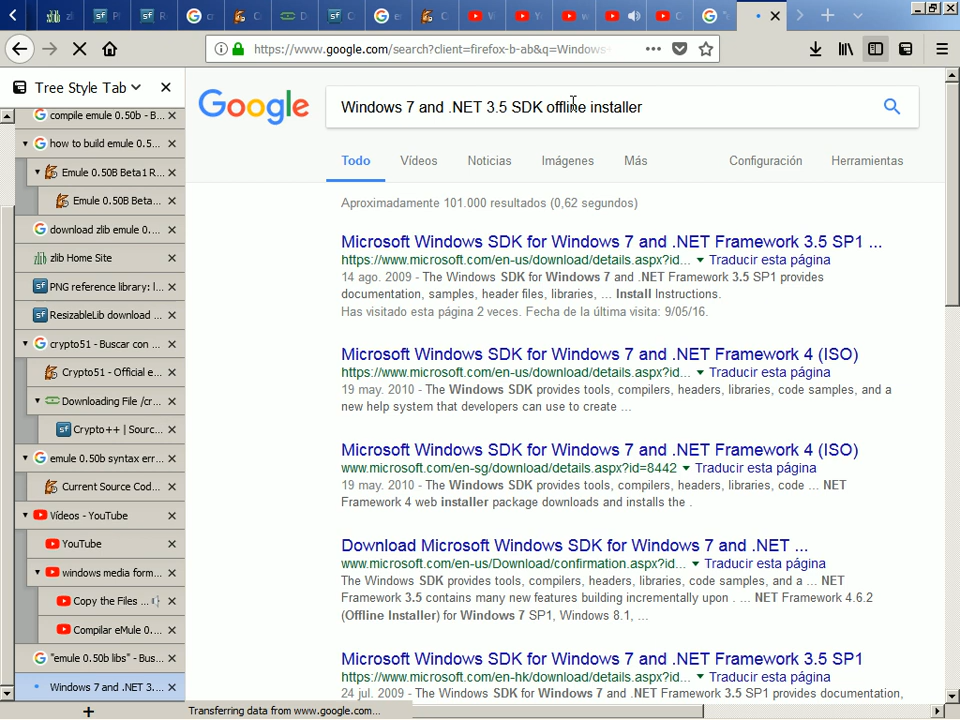 https://www.google.com/search?client=firefox-b-ab&q=Windows
Tree Style Tab
compile emule 0.50b - B...
how to build emule 0.5...
Emule 0.50B Beta1 R...
Emule 0.50B Beta...
download zlib emule 0....
zlib Home Site
PNG reference library: l...
ResizableLib download ...
crypto51 - Buscar con ...
Crypto51 - Official e...
Downloading File /cr...
Crypto++ | Sourc...
emule 0.50b syntax err...
Current Source Cod...
Vídeos - YouTube
YouTube
windows media form...
Copy the Files ...
Compilar eMule 0....
"emule 0.50b libs" - Bus...
Windows 7 and .NET 3....
Google
Windows 7 and .NET 3.5 SDK offline installer
Todo Vídeos Noticias Imágenes Más Configuración Herramientas
Aproximadamente 101.000 resultados (0,62 segundos)
Microsoft Windows SDK for Windows 7 and .NET Framework 3.5 SP1 ...
https://www.microsoft.com/en-us/download/details.aspx?id... Traducir esta página
14 ago. 2009 - The Windows SDK for Windows 7 and .NET Framework 3.5 SP1 provides
documentation, samples, header files, libraries, ... Install Instructions.
Has visitado esta página 2 veces. Fecha de la última visita: 9/05/16.
Microsoft Windows SDK for Windows 7 and .NET Framework 4 (ISO)
https://www.microsoft.com/en-us/download/details.aspx?id... Traducir esta página
19 may. 2010 - The Windows SDK provides tools, compilers, headers, libraries, code samples, and a
new help system that developers can use to create ...
Microsoft Windows SDK for Windows 7 and .NET Framework 4 (ISO)
www.microsoft.com/en-sg/download/details.aspx?id=8442 Traducir esta página
19 may. 2010 - The Windows SDK provides tools, compilers, headers, libraries, code ... NET
Framework 4 web installer package downloads and installs the .
Download Microsoft Windows SDK for Windows 7 and .NET ...
https://www.microsoft.com/en-us/Download/confirmation.aspx?id... Traducir esta página
The Windows SDK provides tools, compilers, headers, libraries, code samples, and a ... NET
Framework 3.5 contains many new features building incrementally upon . ... NET Framework 4.6.2
(Offline Installer) for Windows 7 SP1, Windows 8.1, ...
Microsoft Windows SDK for Windows 7 and .NET Framework 3.5 SP1
https://www.microsoft.com/en-hk/download/details.aspx?id... Traducir esta página
24 jul. 2009 - The Windows SDK for Windows 7 and .NET Framework 3.5 SP1 provides documentation,
Transferring data from www.google.com...